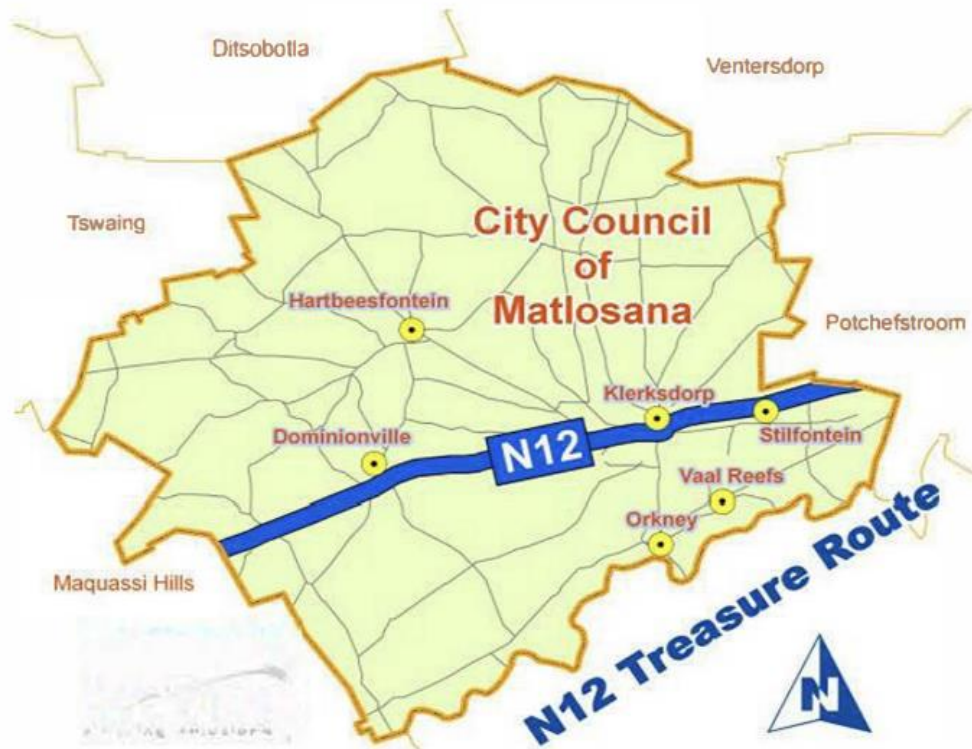 Ditsobotla
Ventersdorp
Tswaing
City Council
of
Matlosana
Hartbeesfontein
Potchefstroom
Klerksdorp
Stilfontein
Dominionville
N12
Vaal Reefs
Orkney
Maquassi Hills
N12 Treasure Route
N